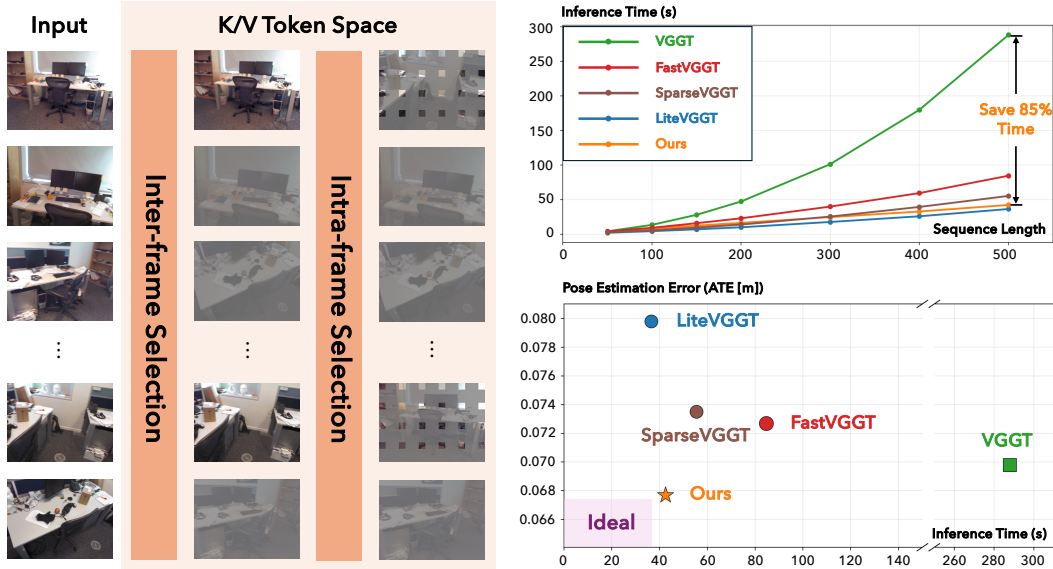 Input
K/V Token Space
Inter-frame Selection
Intra-frame Selection
...
...
...
Inference Time (s)
300
250
200
150
100
50
0
VGGT
FastVGGT
SparseVGGT
LiteVGGT
Ours
Save 85%
Time
Sequence Length
100
200
300
400
500
Pose Estimation Error (ATE [m])
0.080
0.078
0.076
0.074
0.072
0.070
0.068
0.066
LiteVGGT
SparseVGGT
FastVGGT
VGGT
Ours
Ideal
Inference Time (s)
0
20
40
60
80
100
120
140
260
280
300